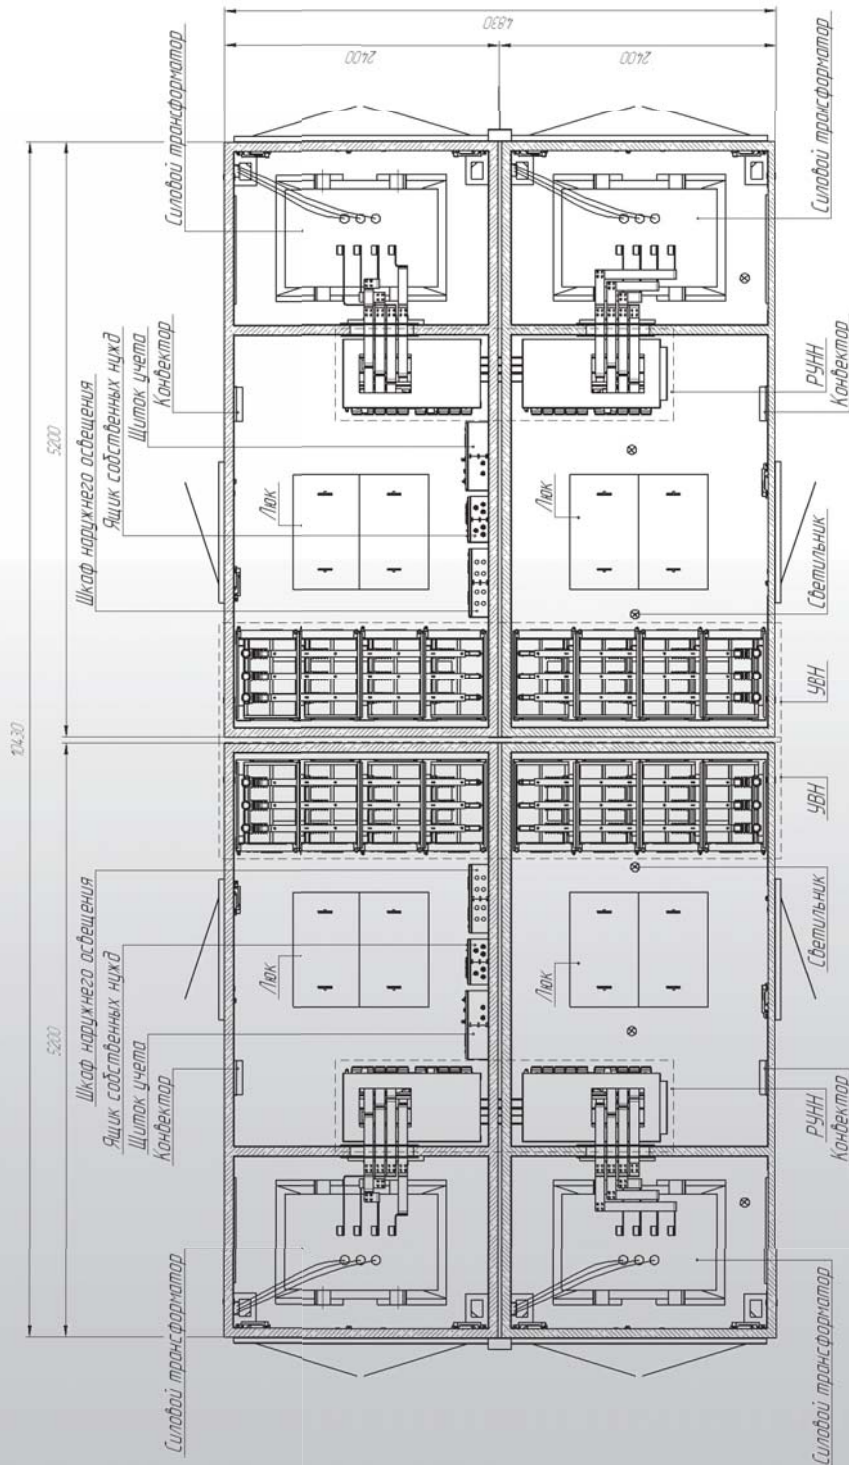 10430
5200
5200
Шкаф наружного освещения
Ящик собственных нужд
Щиток учета
Конвектор
Силовой трансформатор
Шкаф наружного освещения
Ящик собственных нужд
Щиток учета
Конвектор
Силовой трансформатор
Люк
Люк
2400
4830
2400
Люк
Люк
Силовой трансформатор
РУНН
Конвектор
Светильник
УВН
УВН
Светильник
РУНН
Конвектор
Силовой трансформатор